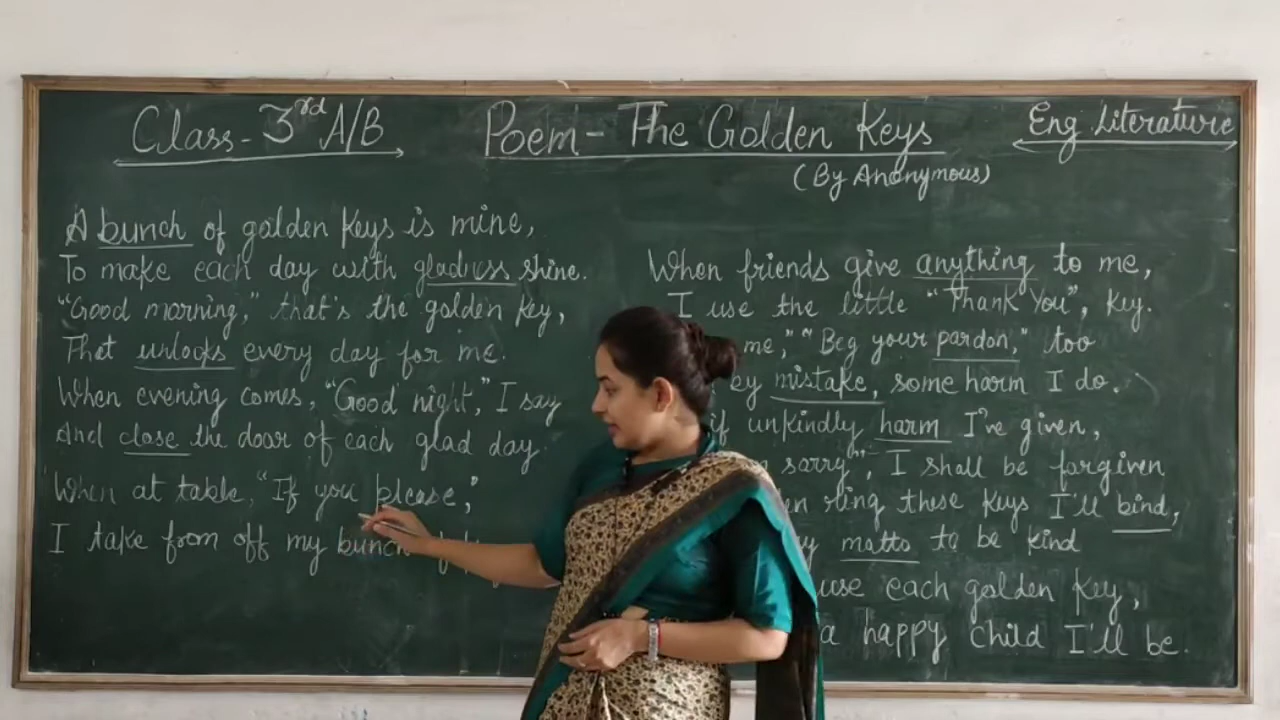 Class- 3rd A/B
Poem- The Golden Keys
Eng Literature
(By Anonymous)
A bunch of golden keys is mine,
To make each day with gladness shine.
"Good morning," that's the golden key,
That unlocks every day for me.
When evening comes, "Good night," I say
And close the door of each glad day.
When at table, "If you please,"
I take from off my bunch
When friends give anything to me,
I use the little "Thank You", key.
me," "Beg your pardon," too
by mistake, some harm I do.
if unkindly harm I've given,
sorry", I shall be forgiven
ring these keys I'll bind,
motto to be kind
use each golden key,
a happy child I'll be.